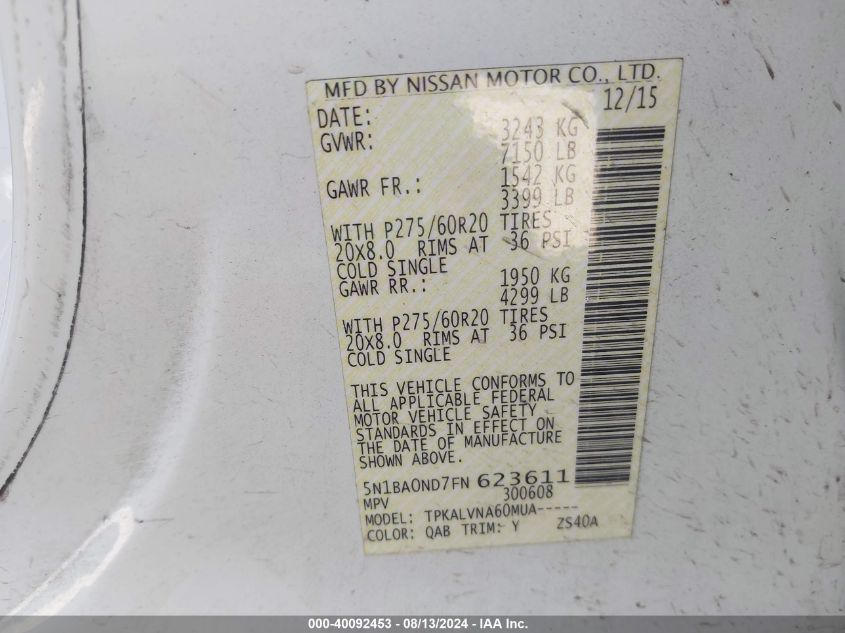 MFD BY NISSAN MOTOR CO., LTD.
DATE: 12/15
GVWR: 3243 KG
7150 LB
GAWR FR.: 1542 KG
3399 LB
WITH P275/60R20 TIRES
20X8.0 RIMS AT 36 PSI
COLD SINGLE
GAWR RR.: 1950 KG
4299 LB
WITH P275/60R20 TIRES
20X8.0 RIMS AT 36 PSI
COLD SINGLE
THIS VEHICLE CONFORMS TO
ALL APPLICABLE FEDERAL
MOTOR VEHICLE SAFETY
STANDARDS IN EFFECT ON
THE DATE OF MANUFACTURE
SHOWN ABOVE.
5N1BA0ND7FN 623611
MPV 300608
MODEL: TPKALVNA60MUA-----
COLOR: QAB TRIM: Y ZS40A
000-40092453 - 08/13/2024 - IAA Inc.